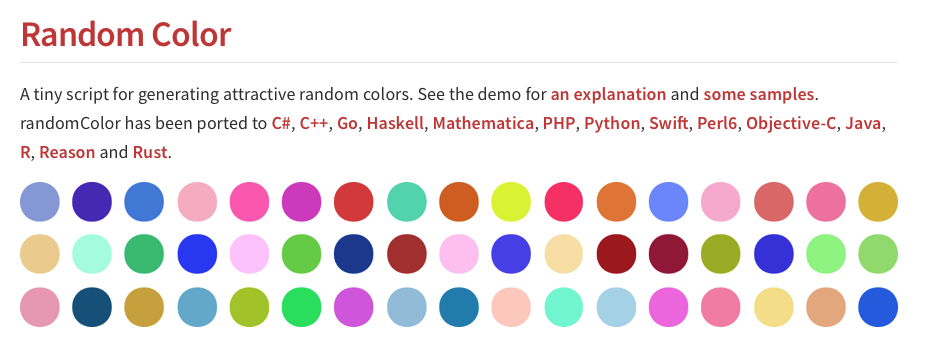 Random Color
A tiny script for generating attractive random colors. See the demo for an explanation and some samples.
randomColor has been ported to C#, C++, Go, Haskell, Mathematica, PHP, Python, Swift, Perl6, Objective-C, Java,
R, Reason and Rust.